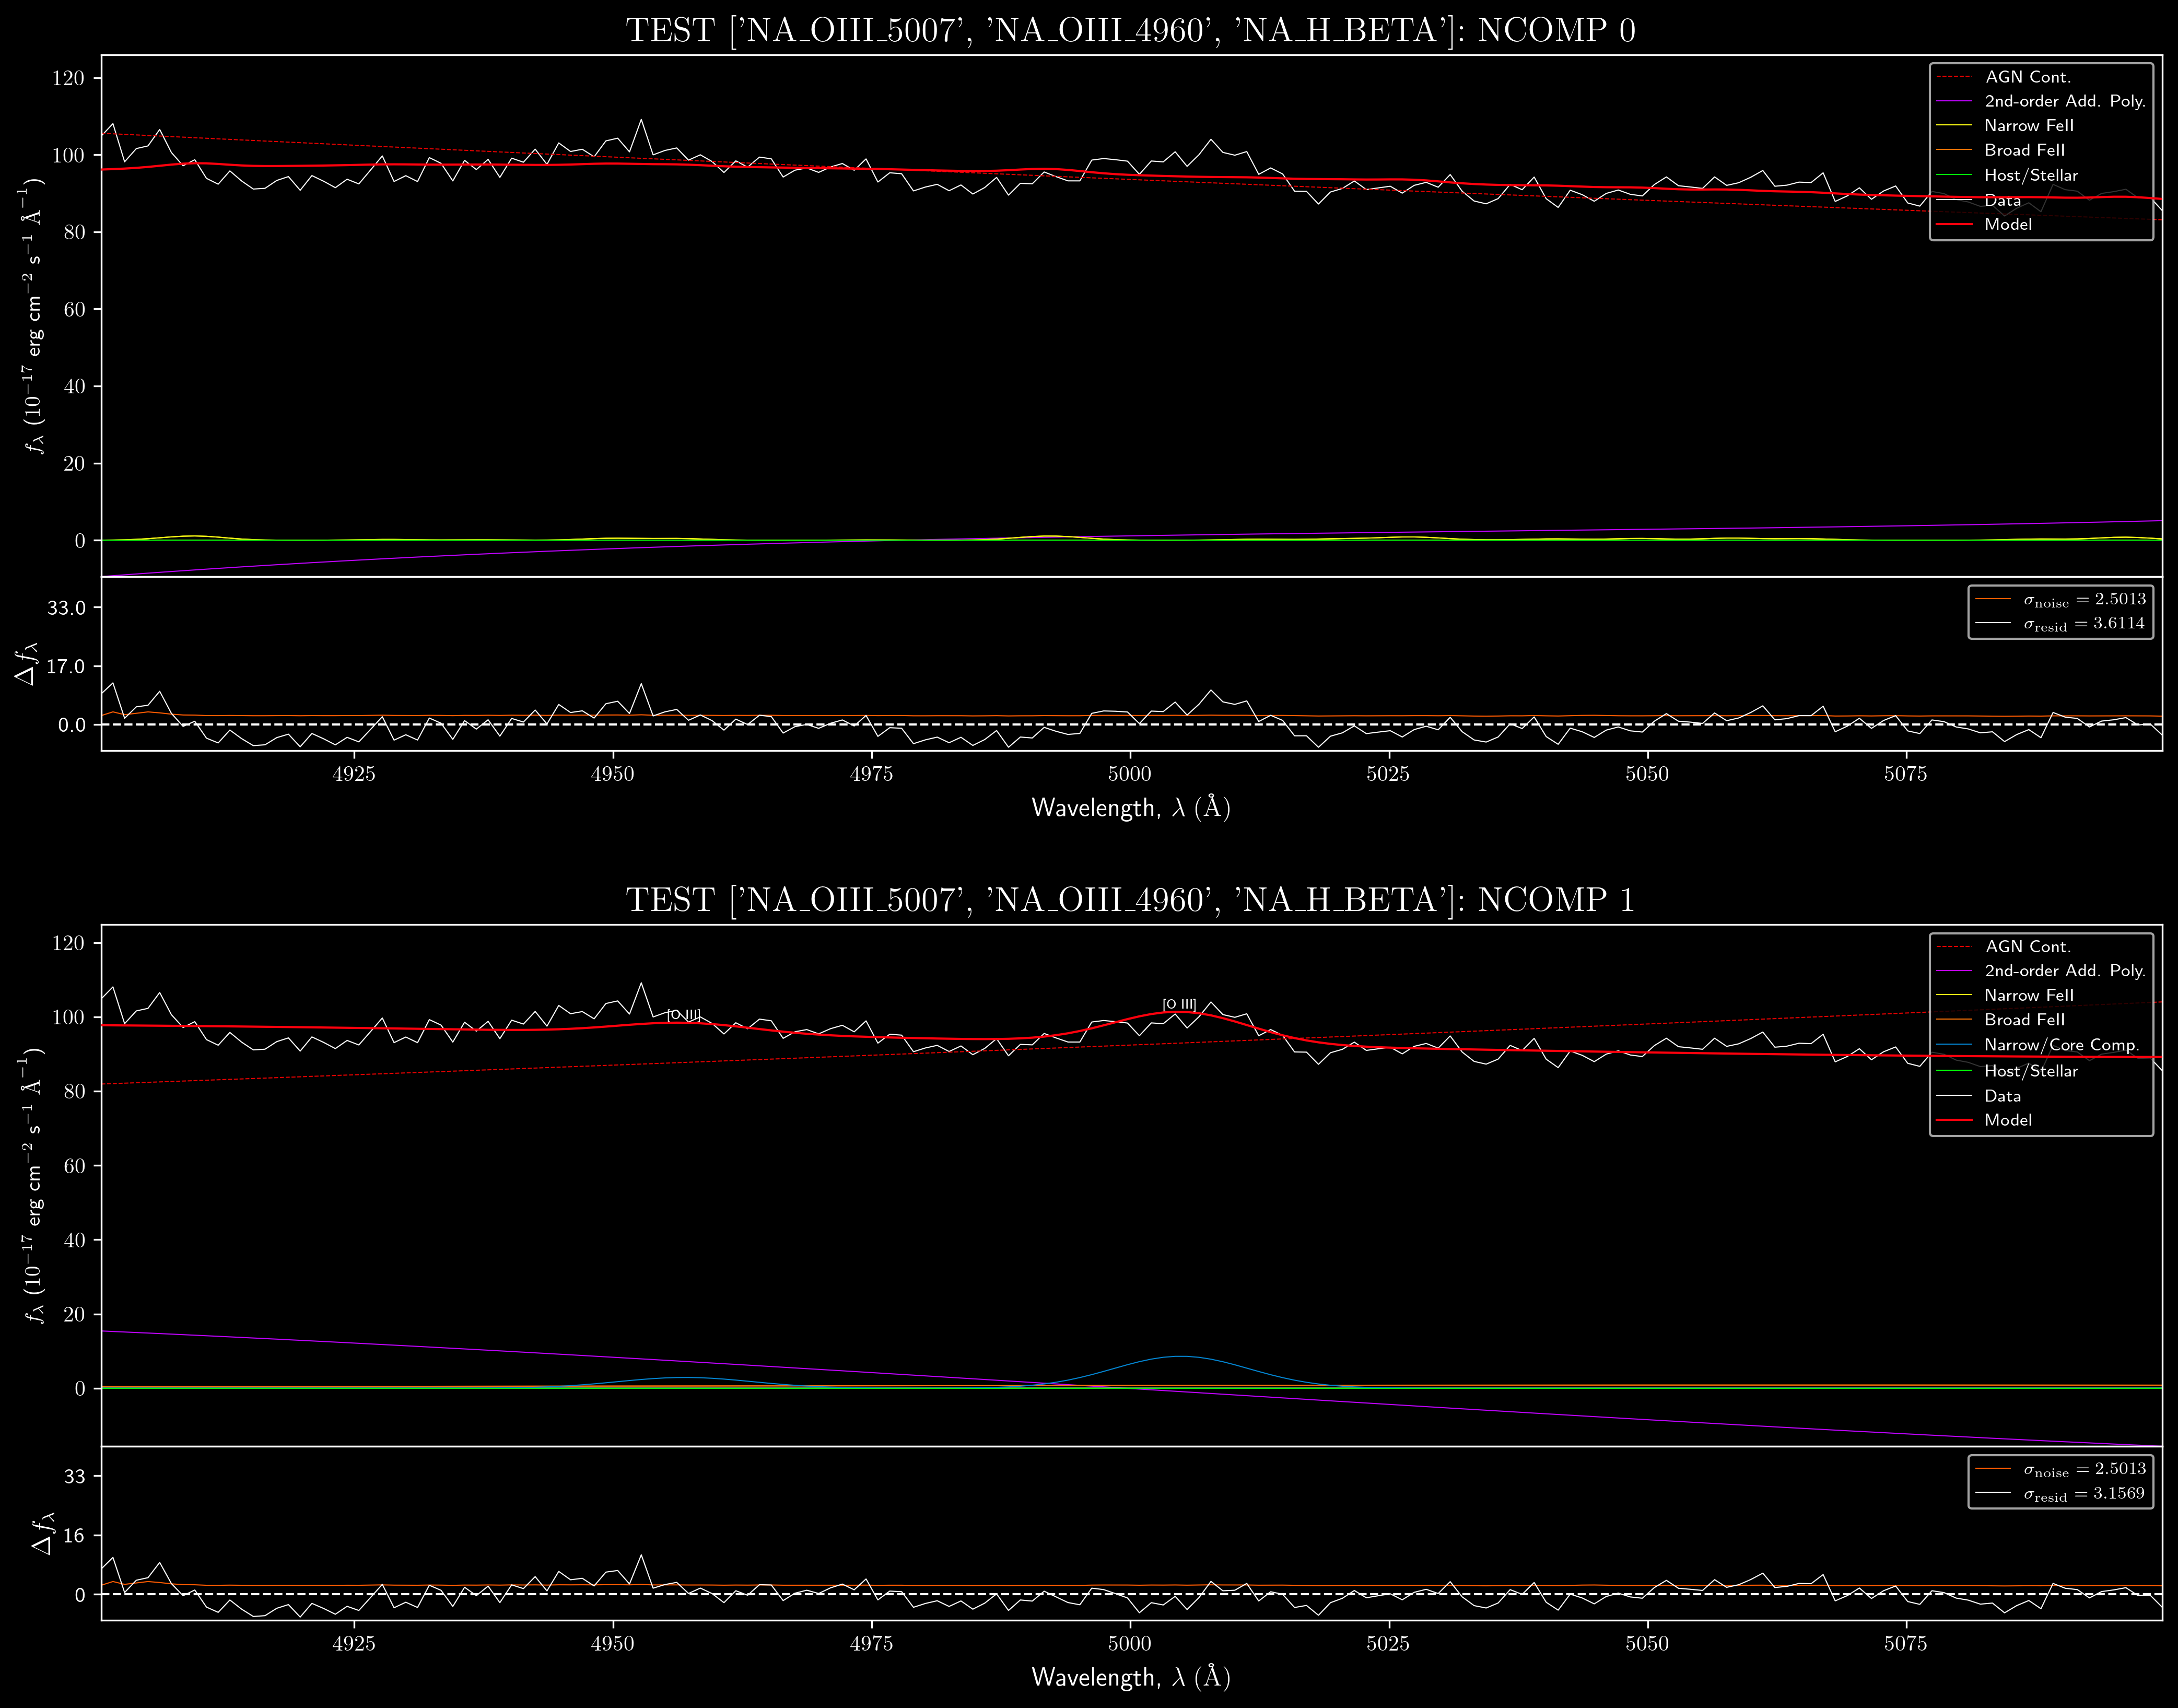 TEST ['NA_OIII_5007', 'NA_OIII_4960', 'NA_H_BETA']: NCOMP 0
120
100
80
60
40
20
0
fλ (10−17 erg cm−2 s−1 Å−1)
AGN Cont.
2nd-order Add. Poly.
Narrow FeII
Broad FeII
Host/Stellar
Data
Model
33.0
17.0
0.0
Δfλ
σnoise = 2.5013
σresid = 3.6114
4925 4950 4975 5000 5025 5050 5075
Wavelength, λ (Å)
TEST ['NA_OIII_5007', 'NA_OIII_4960', 'NA_H_BETA']: NCOMP 1
120
100
80
60
40
20
0
fλ (10−17 erg cm−2 s−1 Å−1)
[O III]
[O III]
AGN Cont.
2nd-order Add. Poly.
Narrow FeII
Broad FeII
Narrow/Core Comp.
Host/Stellar
Data
Model
33
16
0
Δfλ
σnoise = 2.5013
σresid = 3.1569
4925 4950 4975 5000 5025 5050 5075
Wavelength, λ (Å)